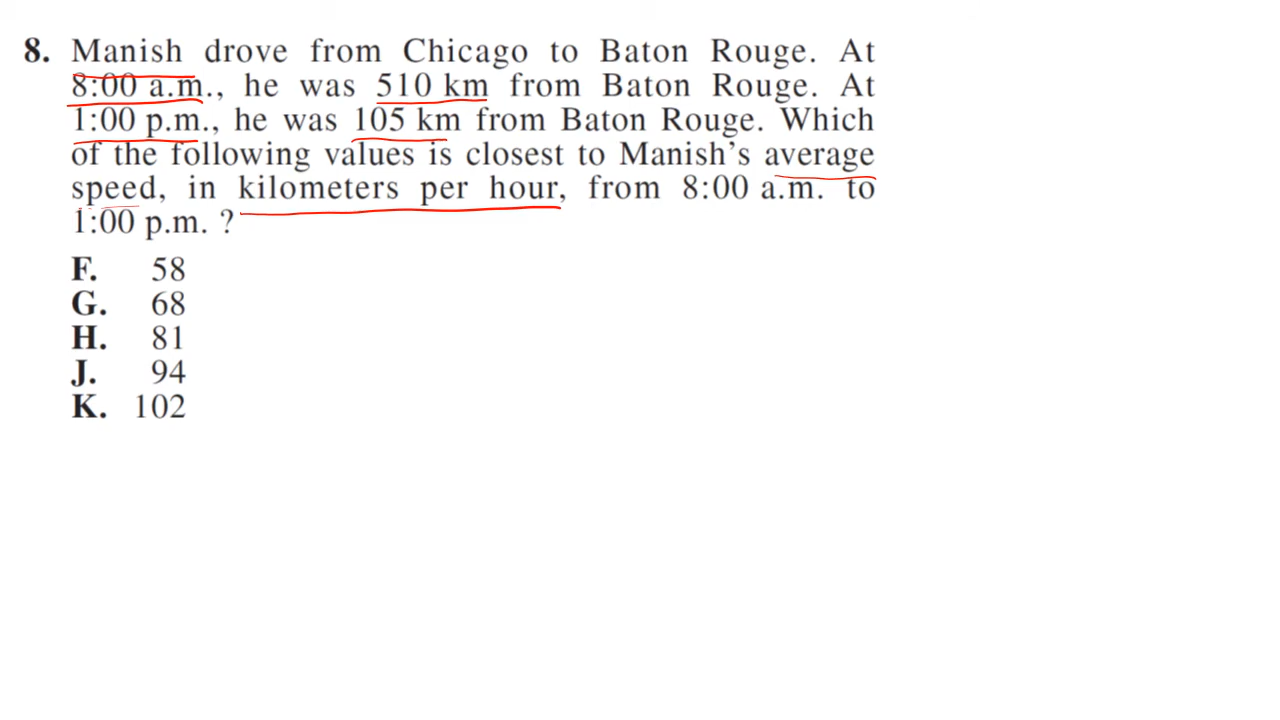 8. Manish drove from Chicago to Baton Rouge. At
8:00 a.m., he was 510 km from Baton Rouge. At
1:00 p.m., he was 105 km from Baton Rouge. Which
of the following values is closest to Manish's average
speed, in kilometers per hour, from 8:00 a.m. to
1:00 p.m. ?
F. 58
G. 68
H. 81
J. 94
K. 102